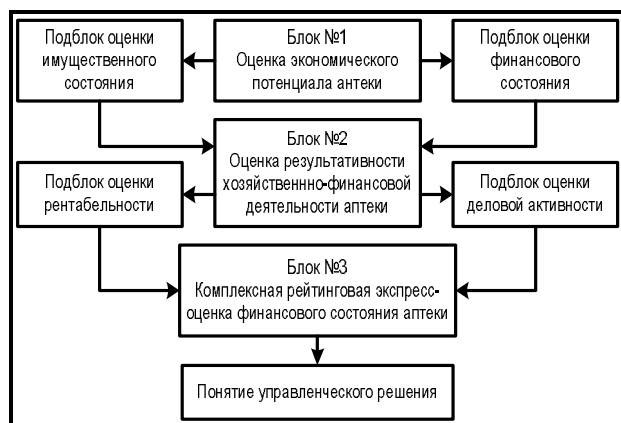 Подблок оценки
имущественного
состояния
Блок №1
Оценка экономического
потенциала антеки
Подблок оценки
финансового
состояния
Блок №2
Оценка результативности
хозяйственнно-финансовой
деятельности аптеки
Подблок оценки
рентабельности
Подблок оценки
деловой активности
Блок №3
Комплексная рейтинговая экспресс-
оценка финансового состояния аптеки
Понятие управленческого решения